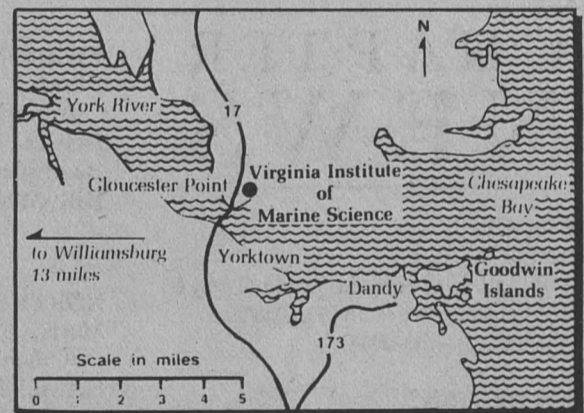 N
York River
17
Virginia Institute
of
Marine Science
Gloucester Point
Chesapeake
Bay
to Williamsburg
13 miles
Yorktown
Goodwin
Islands
Dandy
173
Scale in miles
0 1 2 3 4 5